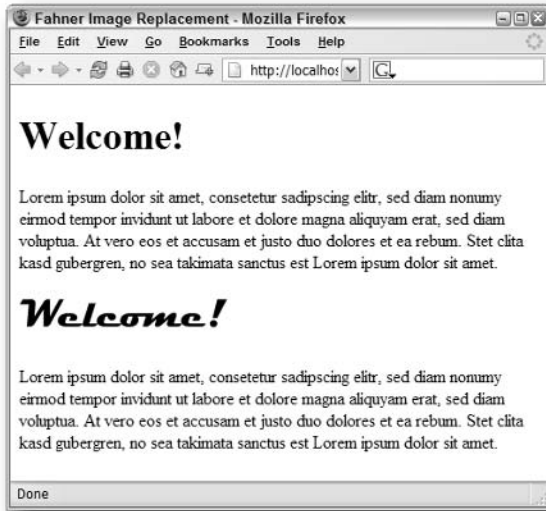 Fahner Image Replacement - Mozilla Firefox
File Edit View Go Bookmarks Tools Help
http://localhos G
Welcome!
Lorem ipsum dolor sit amet, consetetur sadipscing elitr, sed diam nonumy
eirmod tempor invidunt ut labore et dolore magna aliquyam erat, sed diam
voluptua. At vero eos et accusam et justo duo dolores et ea rebum. Stet clita
kasd gubergren, no sea takimata sanctus est Lorem ipsum dolor sit amet.
Welcome!
Lorem ipsum dolor sit amet, consetetur sadipscing elitr, sed diam nonumy
eirmod tempor invidunt ut labore et dolore magna aliquyam erat, sed diam
voluptua. At vero eos et accusam et justo duo dolores et ea rebum. Stet clita
kasd gubergren, no sea takimata sanctus est Lorem ipsum dolor sit amet.
Done